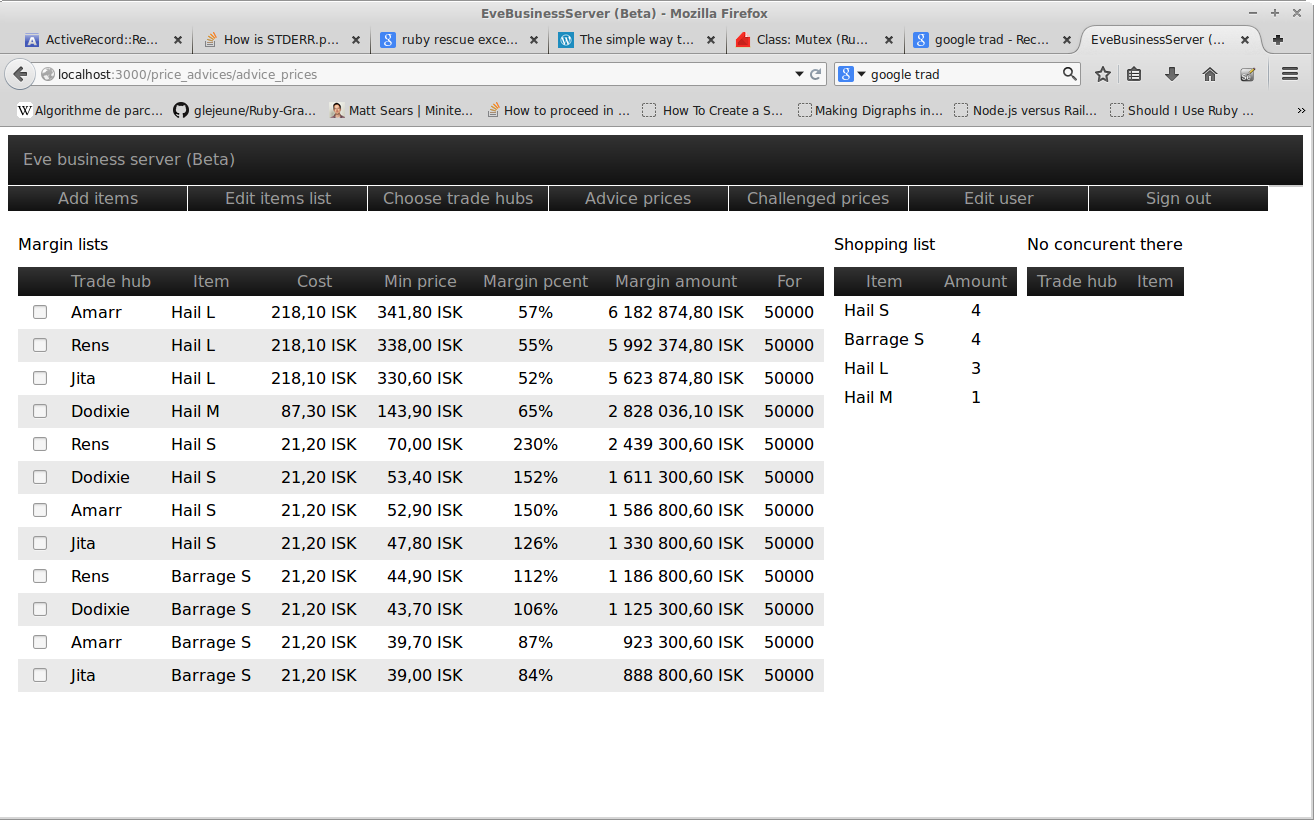 EveBusinessServer (Beta) - Mozilla Firefox
ActiveRecord::Re... How is STDERR.p... ruby rescue exce... The simple way t... Class: Mutex (Ru... google trad - Rec... EveBusinessServer (...
localhost:3000/price_advices/advice_prices google trad
Algorithme de parc... glejeune/Ruby-Gra... Matt Sears | Minite... How to proceed in ... How To Create a S... Making Digraphs in... Node.js versus Rail... Should I Use Ruby ... »
Eve business server (Beta)
Add items Edit items list Choose trade hubs Advice prices Challenged prices Edit user Sign out
Margin lists
Trade hub Item Cost Min price Margin pcent Margin amount For
Amarr Hail L 218,10 ISK 341,80 ISK 57% 6 182 874,80 ISK 50000
Rens Hail L 218,10 ISK 338,00 ISK 55% 5 992 374,80 ISK 50000
Jita Hail L 218,10 ISK 330,60 ISK 52% 5 623 874,80 ISK 50000
Dodixie Hail M 87,30 ISK 143,90 ISK 65% 2 828 036,10 ISK 50000
Rens Hail S 21,20 ISK 70,00 ISK 230% 2 439 300,60 ISK 50000
Dodixie Hail S 21,20 ISK 53,40 ISK 152% 1 611 300,60 ISK 50000
Amarr Hail S 21,20 ISK 52,90 ISK 150% 1 586 800,60 ISK 50000
Jita Hail S 21,20 ISK 47,80 ISK 126% 1 330 800,60 ISK 50000
Rens Barrage S 21,20 ISK 44,90 ISK 112% 1 186 800,60 ISK 50000
Dodixie Barrage S 21,20 ISK 43,70 ISK 106% 1 125 300,60 ISK 50000
Amarr Barrage S 21,20 ISK 39,70 ISK 87% 923 300,60 ISK 50000
Jita Barrage S 21,20 ISK 39,00 ISK 84% 888 800,60 ISK 50000
Shopping list
Item Amount
Hail S 4
Barrage S 4
Hail L 3
Hail M 1
No concurent there
Trade hub Item